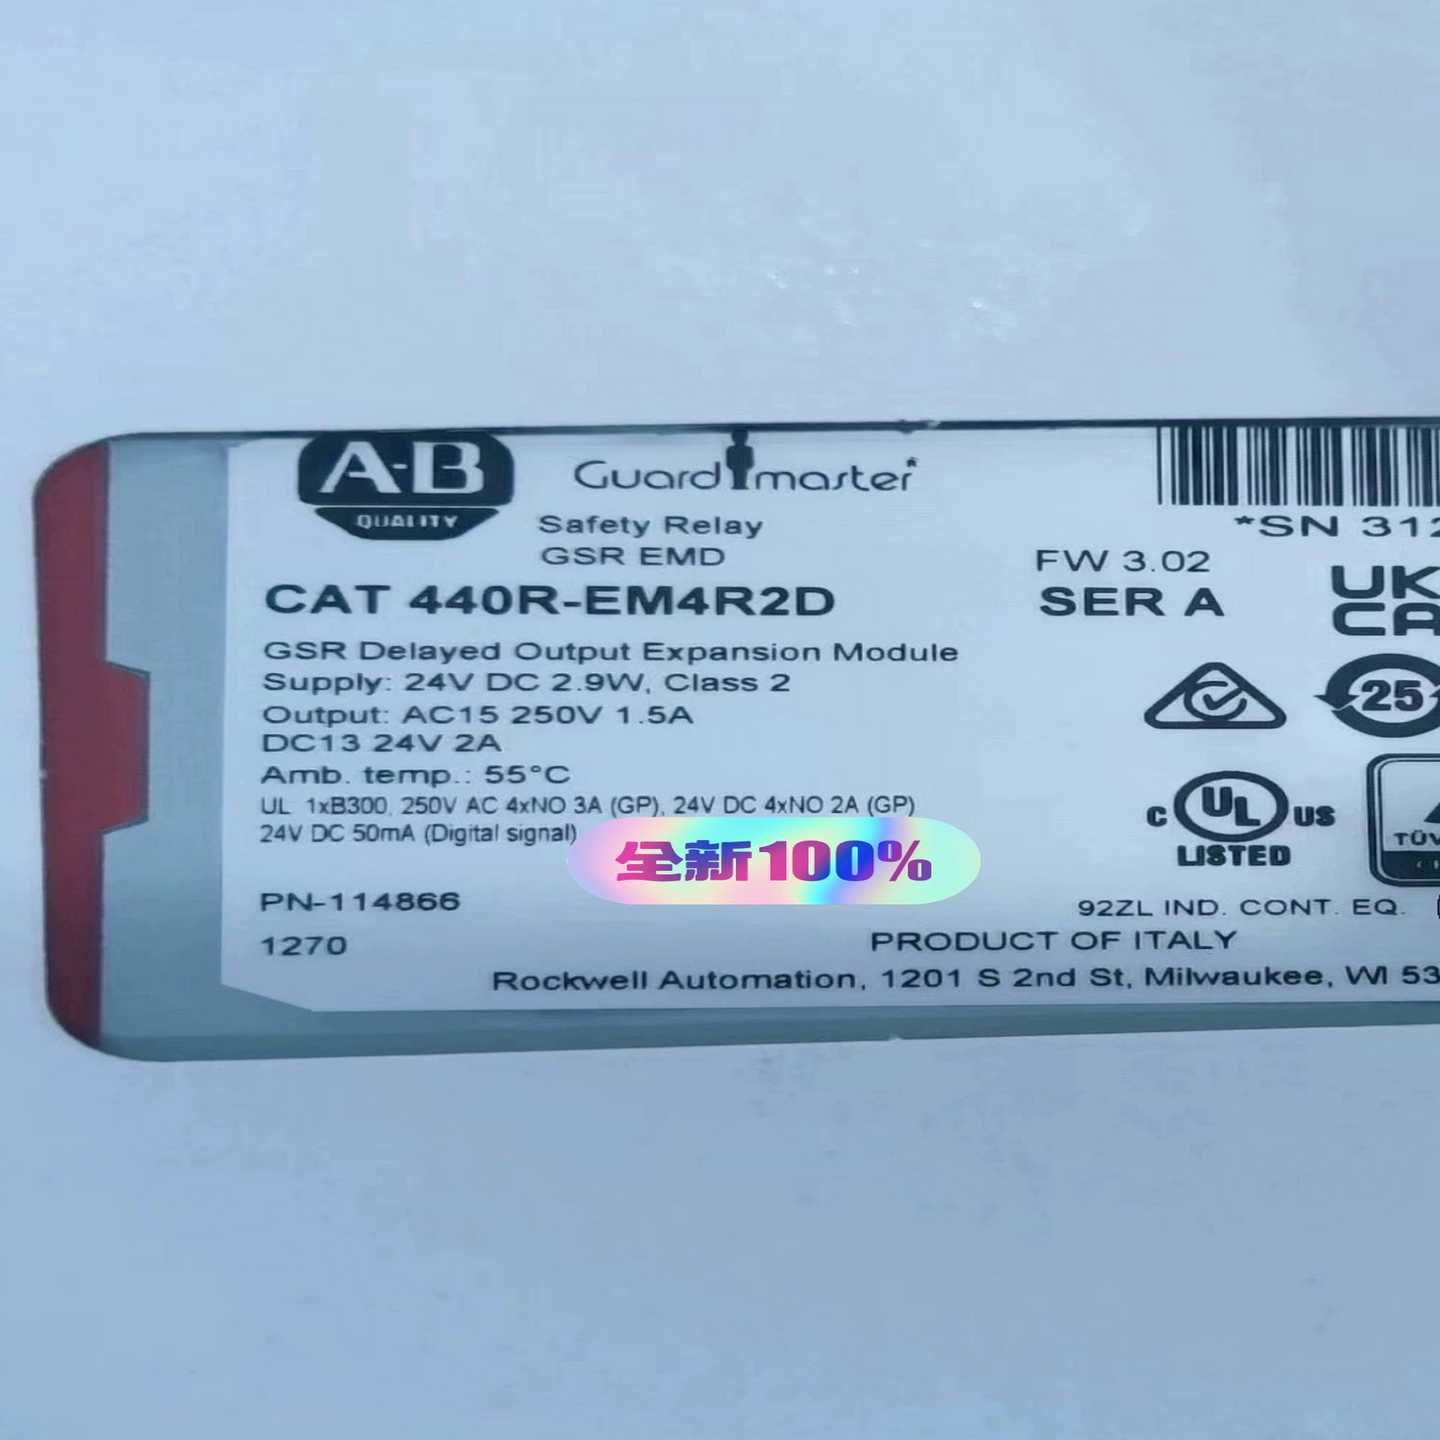 A-B
QUALITY
Guardmaster
Safety Relay
GSR EMD
*SN 312
FW 3.02
CAT 440R-EM4R2D
SER A
UK
CA
GSR Delayed Output Expansion Module
Supply: 24V DC 2.9W, Class 2
Output: AC15 250V 1.5A
DC13 24V 2A
Amb. temp.: 55°C
UL 1xB300, 250V AC 4xNO 3A (GP), 24V DC 4xNO 2A (GP)
24V DC 50mA (Digital signal)
25
C UL US
LISTED
TÜV
全新100%
PN-114866
92ZL IND. CONT. EQ.
1270
PRODUCT OF ITALY
Rockwell Automation, 1201 S 2nd St, Milwaukee, WI 53